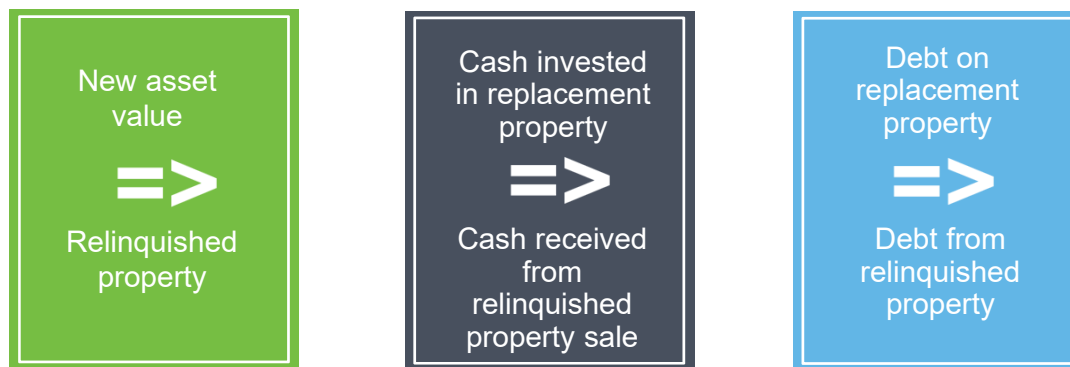 New asset
value
=>
Relinquished
property
Cash invested
in replacement
property
=>
Cash received
from
relinquished
property sale
Debt on
replacement
property
=>
Debt from
relinquished
property